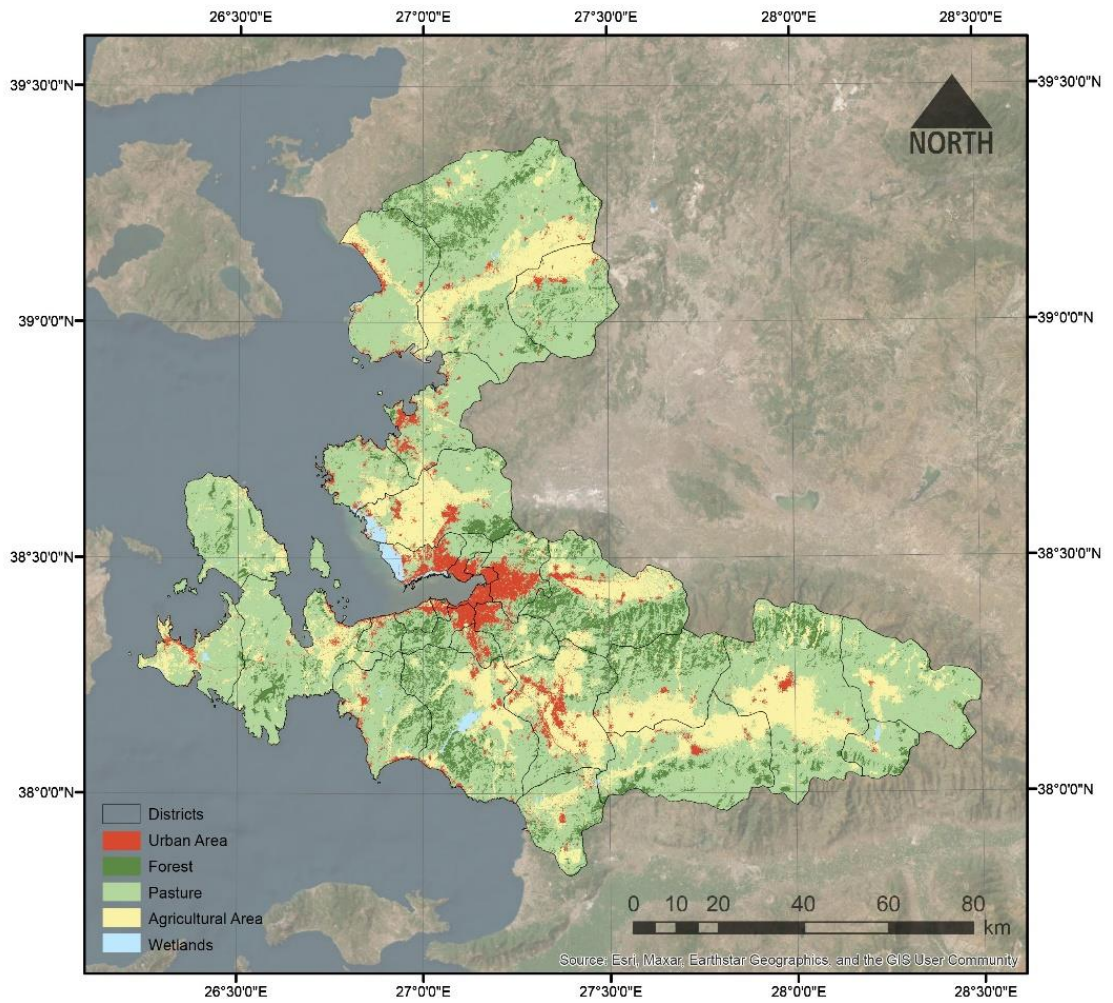 26°30'0"E 27°0'0"E 27°30'0"E 28°0'0"E 28°30'0"E
39°30'0"N 39°30'0"N
NORTH
39°0'0"N 39°0'0"N
38°30'0"N 38°30'0"N
38°0'0"N 38°0'0"N
Districts
Urban Area
Forest
Pasture
Agricultural Area
Wetlands
0 10 20 40 60 80
km
Source: Esri, Maxar, Earthstar Geographics, and the GIS User Community
26°30'0"E 27°0'0"E 27°30'0"E 28°0'0"E 28°30'0"E